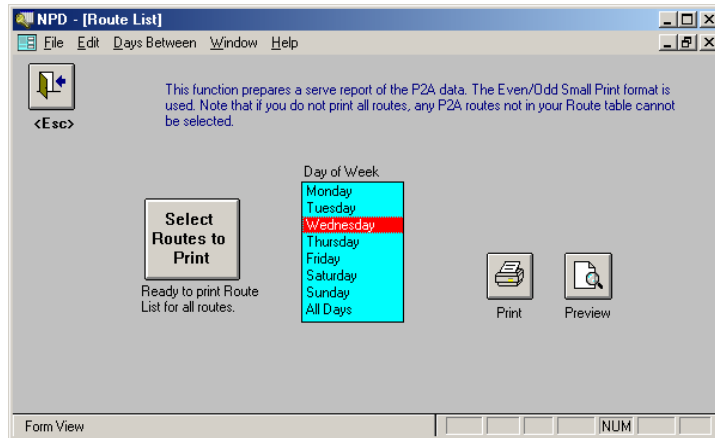 NPD - [Route List]
File Edit Days Between Window Help
This function prepares a serve report of the P2A data. The Even/Odd Small Print format is
used. Note that if you do not print all routes, any P2A routes not in your Route table cannot
be selected.
<Esc>
Day of Week
Monday
Tuesday
Wednesday
Thursday
Friday
Saturday
Sunday
All Days
Select
Routes to
Print
Ready to print Route
List for all routes.
Print Preview
Form View NUM